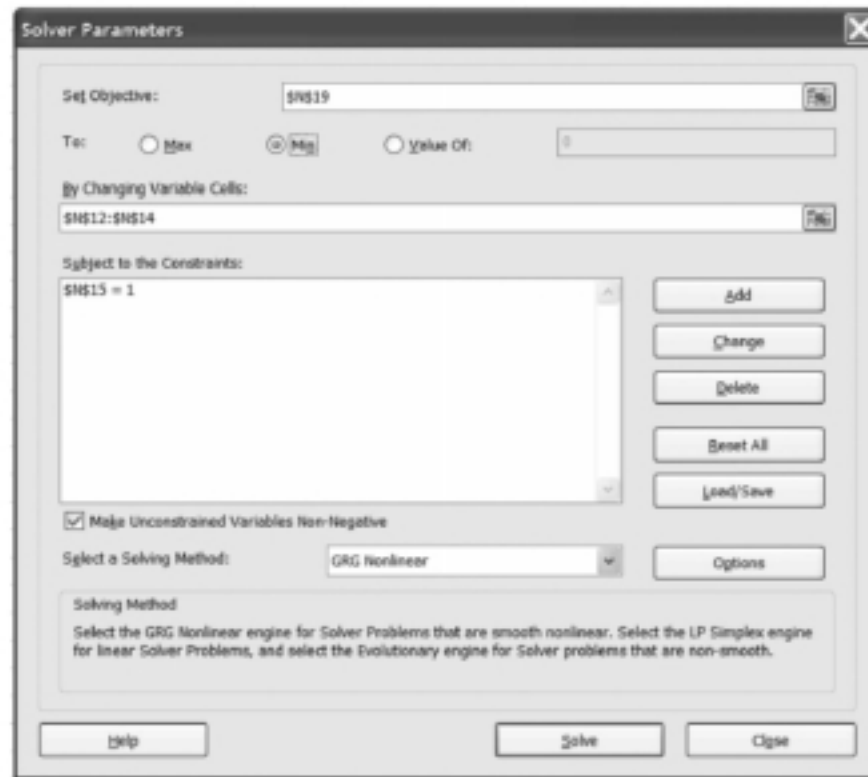 Solver Parameters
Set Objective: $N$19
To: Max Min Value Of: 0
By Changing Variable Cells:
$N$12:$N$14
Subject to the Constraints:
$N$15 = 1
Add
Change
Delete
Reset All
Load/Save
Make Unconstrained Variables Non-Negative
Select a Solving Method: GRG Nonlinear Options
Solving Method
Select the GRG Nonlinear engine for Solver Problems that are smooth nonlinear. Select the LP Simplex engine
for linear Solver Problems, and select the Evolutionary engine for Solver problems that are non-smooth.
Help Solve Close